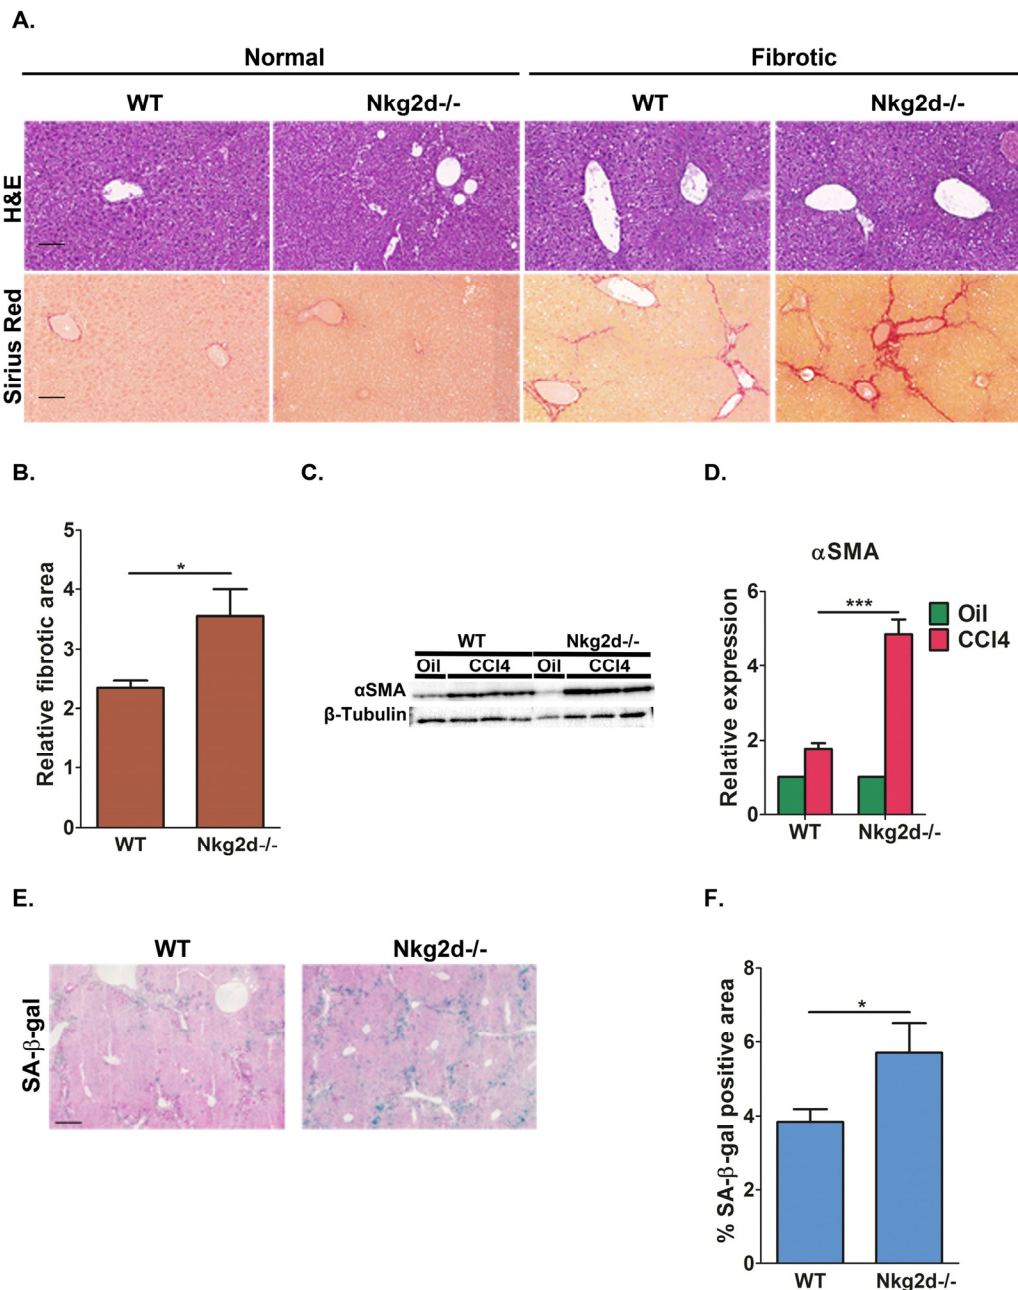 A.
Normal Fibrotic
WT Nkg2d-/- WT Nkg2d-/-
H&E
Sirius Red
B.
Relative fibrotic area
5
4
3
2
1
0
*
WT Nkg2d-/-
C.
WT Nkg2d-/-
Oil CCl4 Oil CCl4
αSMA
β-Tubulin
D.
αSMA
Relative expression
6
4
2
0
***
Oil
CCl4
WT Nkg2d-/-
E.
WT Nkg2d-/-
SA-β-gal
F.
% SA-β-gal positive area
8
6
4
2
0
*
WT Nkg2d-/-